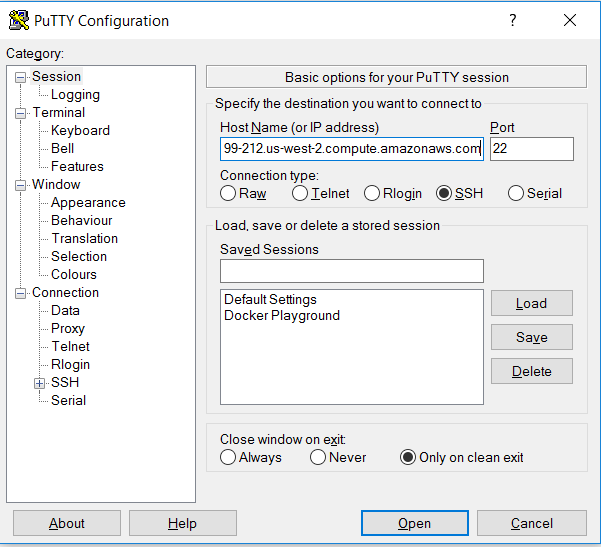 PuTTY Configuration
?
Category:
Session
Logging
Terminal
Keyboard
Bell
Features
Window
Appearance
Behaviour
Translation
Selection
Colours
Connection
Data
Proxy
Telnet
Rlogin
SSH
Serial
Basic options for your PuTTY session
Specify the destination you want to connect to
Host Name (or IP address) Port
99-212.us-west-2.compute.amazonaws.com 22
Connection type:
Raw Telnet Rlogin SSH Serial
Load, save or delete a stored session
Saved Sessions
Default Settings
Docker Playground
Load
Save
Delete
Close window on exit:
Always Never Only on clean exit
About Help Open Cancel